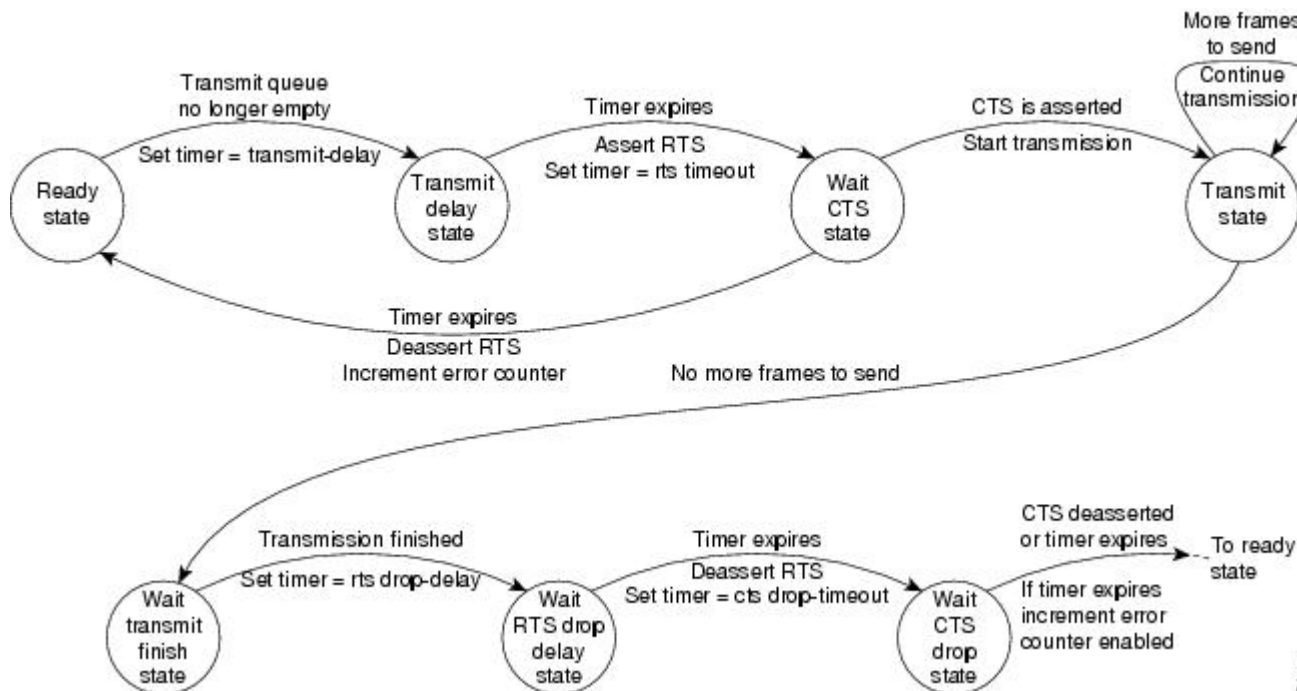 More frames
to send
Continue
transmission
Transmit queue
no longer empty
Set timer = transmit-delay
Timer expires
Assert RTS
Set timer = rts timeout
CTS is asserted
Start transmission
Ready
state
Transmit
delay
state
Wait
CTS
state
Transmit
state
Timer expires
Deassert RTS
Increment error counter
No more frames to send
Transmission finished
Set timer = rts drop-delay
Timer expires
Deassert RTS
Set timer = cts drop-timeout
CTS deasserted
or timer expires
If timer expires
increment error
counter enabled
To ready
state
Wait
transmit
finish
state
Wait
RTS drop
delay
state
Wait
CTS
drop
state